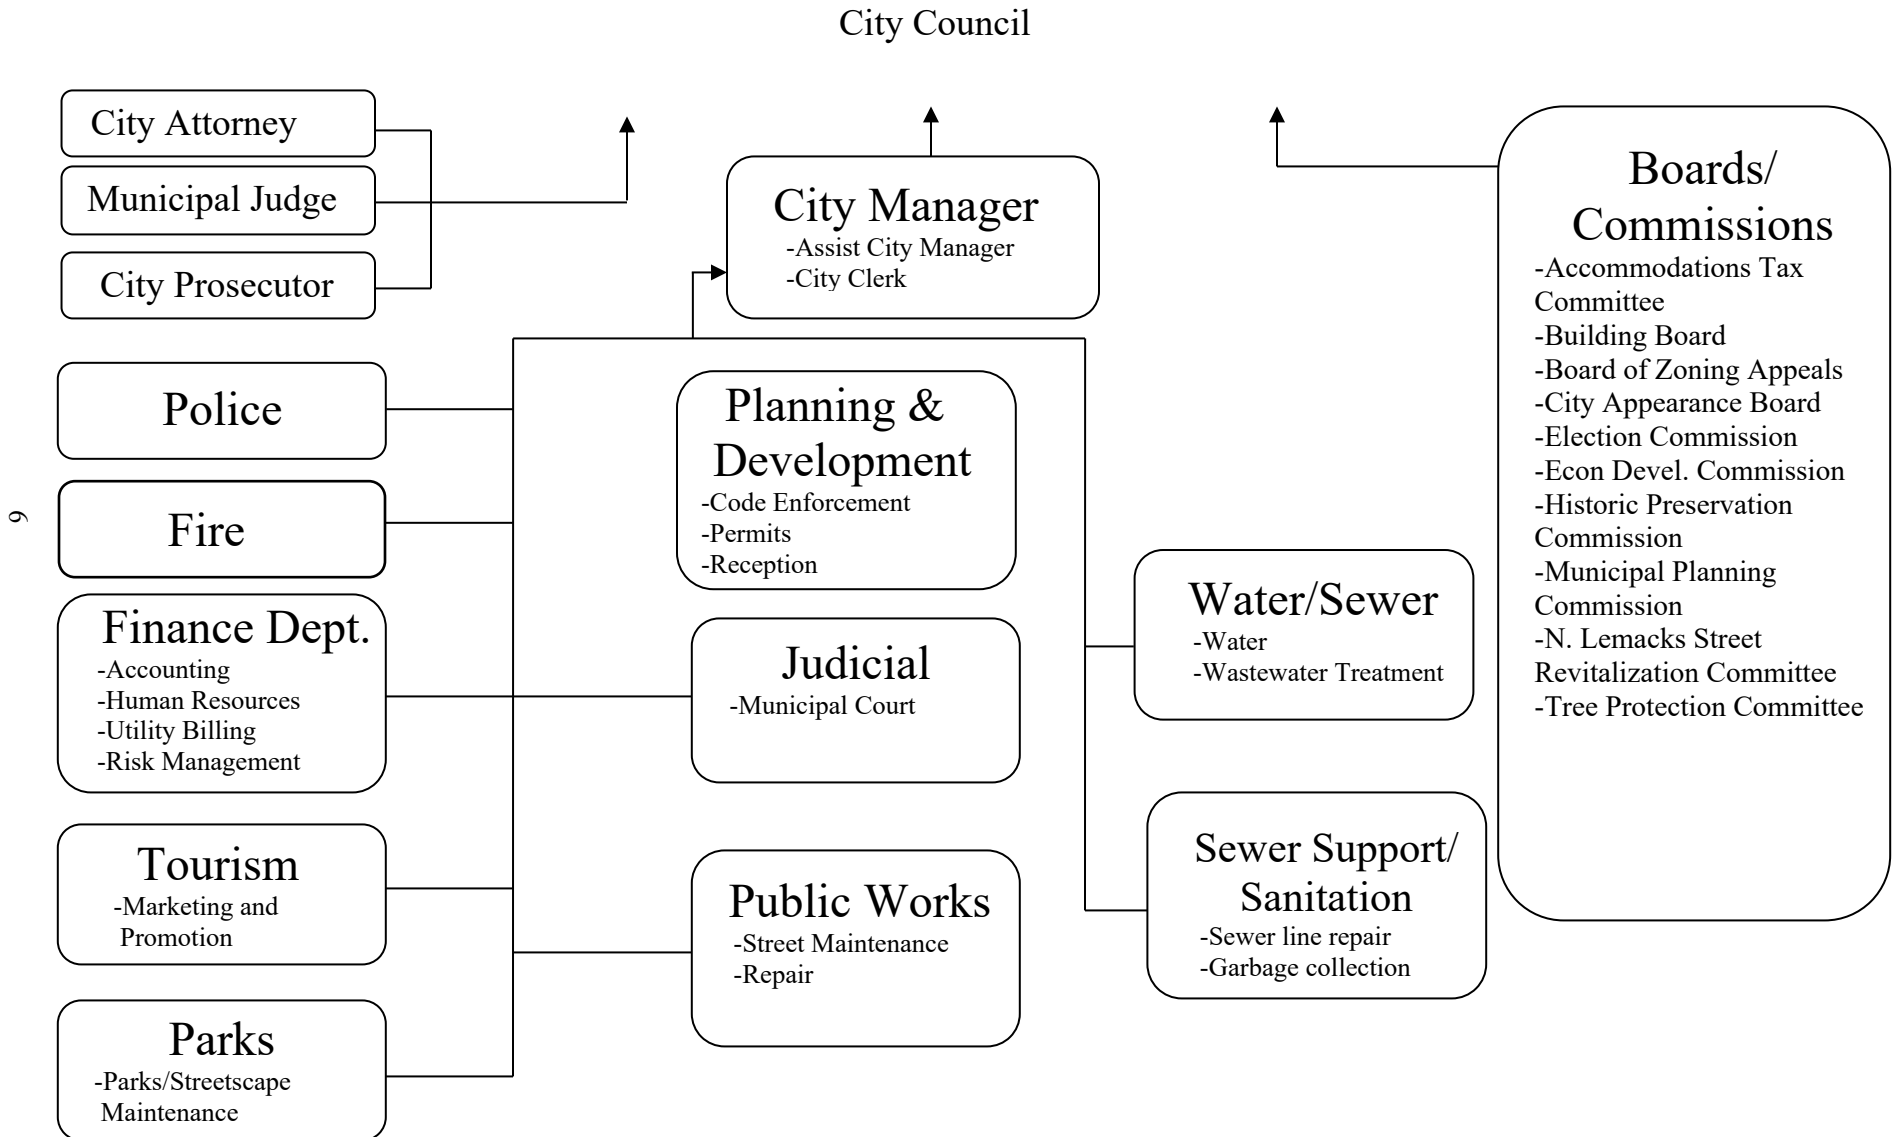 City Council
City Attorney
Municipal Judge
City Prosecutor
City Manager
-Assist City Manager
-City Clerk
Boards/
Commissions
-Accommodations Tax
Committee
-Building Board
-Board of Zoning Appeals
-City Appearance Board
-Election Commission
-Econ Devel. Commission
-Historic Preservation
Commission
-Municipal Planning
Commission
-N. Lemacks Street
Revitalization Committee
-Tree Protection Committee
Police
Fire
Finance Dept.
-Accounting
-Human Resources
-Utility Billing
-Risk Management
Tourism
-Marketing and
Promotion
Parks
-Parks/Streetscape
Maintenance
Planning &
Development
-Code Enforcement
-Permits
-Reception
Judicial
-Municipal Court
Public Works
-Street Maintenance
-Repair
Water/Sewer
-Water
-Wastewater Treatment
Sewer Support/
Sanitation
-Sewer line repair
-Garbage collection